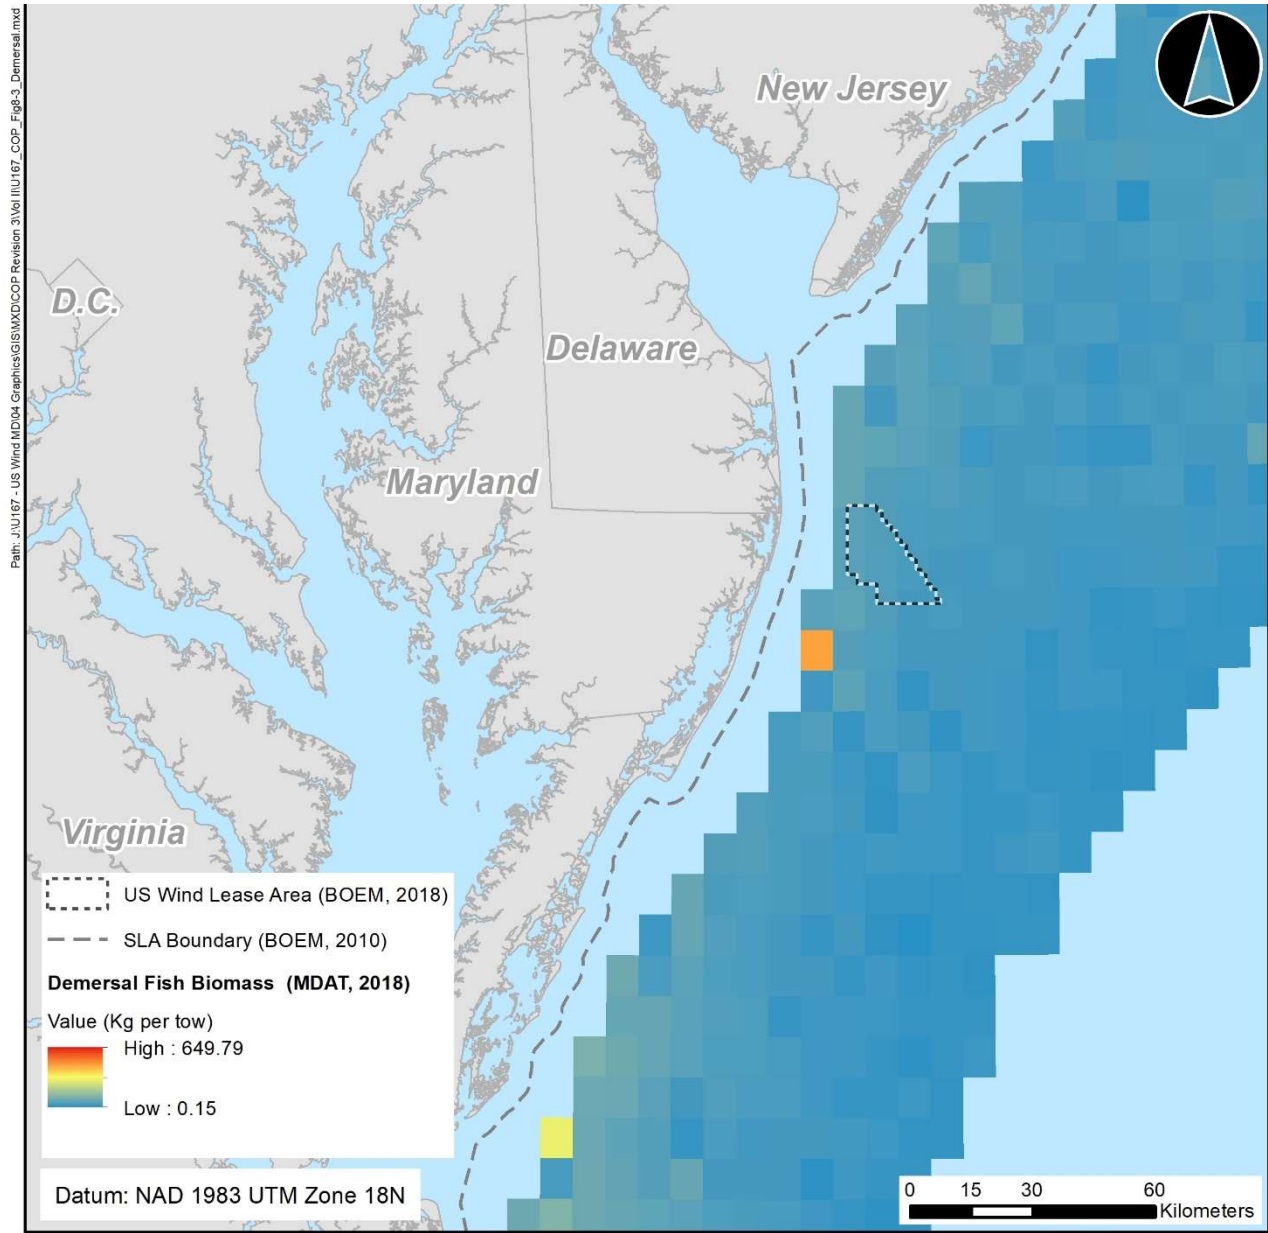 Path: J:\U167 - US Wind MD\04 Graphics\GIS\MXD\COP Revision 3\Vol II\U167_COP_Fig8-3_Demersal.mxd
New Jersey
D.C.
Delaware
Maryland
Virginia
US Wind Lease Area (BOEM, 2018)
SLA Boundary (BOEM, 2010)
Demersal Fish Biomass (MDAT, 2018)
Value (Kg per tow)
High : 649.79
Low : 0.15
Datum: NAD 1983 UTM Zone 18N
0 15 30 60
Kilometers